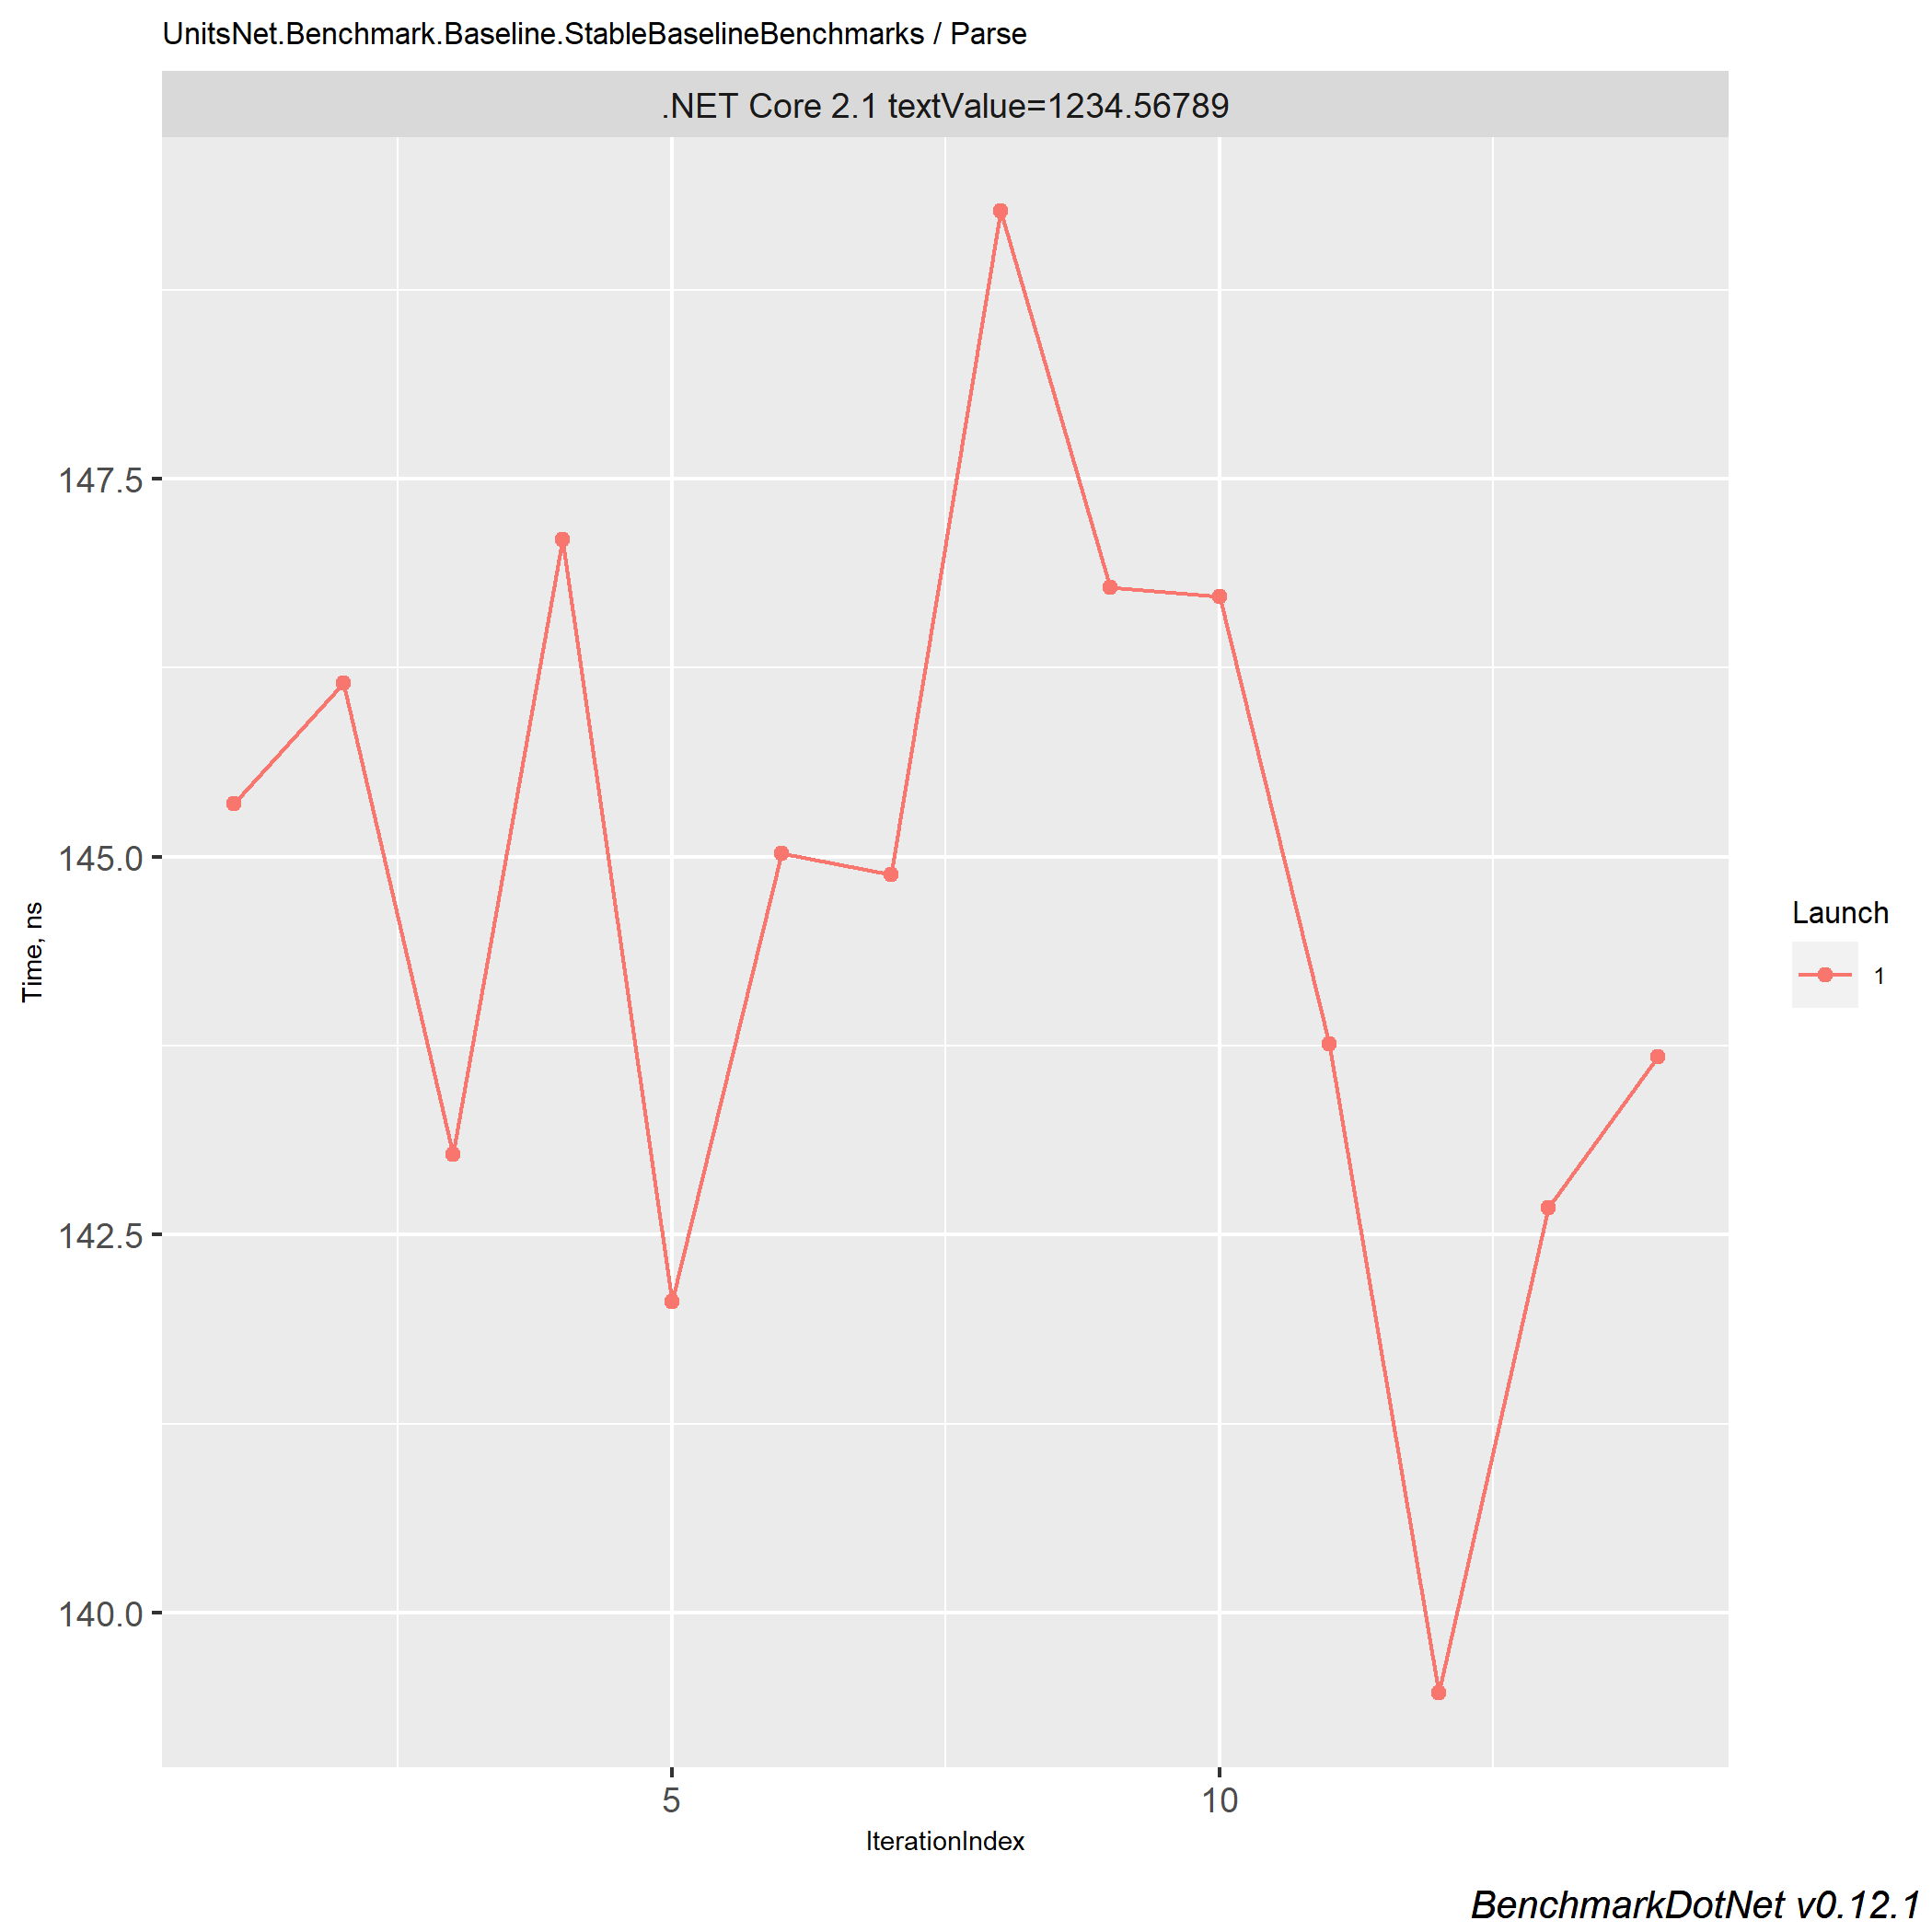 UnitsNet.Benchmark.Baseline.StableBaselineBenchmarks / Parse
.NET Core 2.1 textValue=1234.56789
147.5
145.0
142.5
140.0
Time, ns
5 10
IterationIndex
Launch
1
BenchmarkDotNet v0.12.1